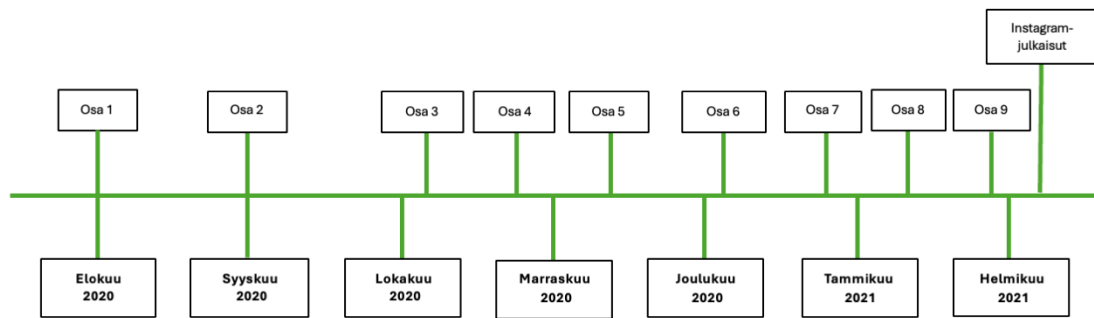 Instagram-
julkaisut
Osa 1
Osa 2
Osa 3
Osa 4
Osa 5
Osa 6
Osa 7
Osa 8
Osa 9
Elokuu
2020
Syyskuu
2020
Lokakuu
2020
Marraskuu
2020
Joulukuu
2020
Tammikuu
2021
Helmikuu
2021